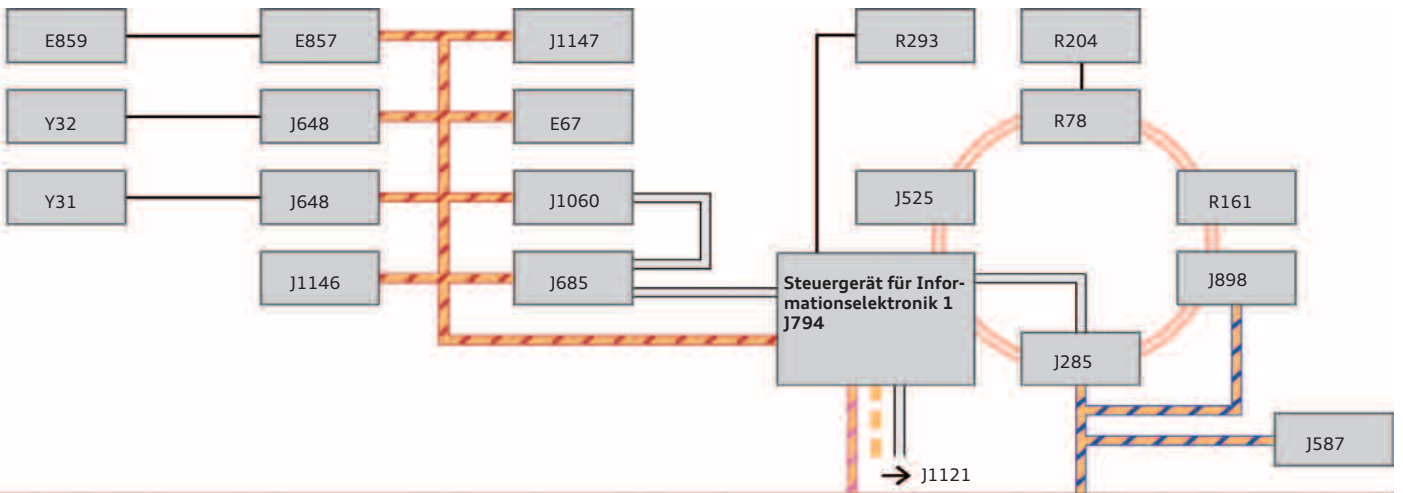 E859
E857
J1147
R293
R204
Y32
J648
E67
R78
Y31
J648
J1060
J525
R161
J1146
J685
Steuergerät für Infor-
mationselektronik 1
J794
J898
J285
J587
J1121